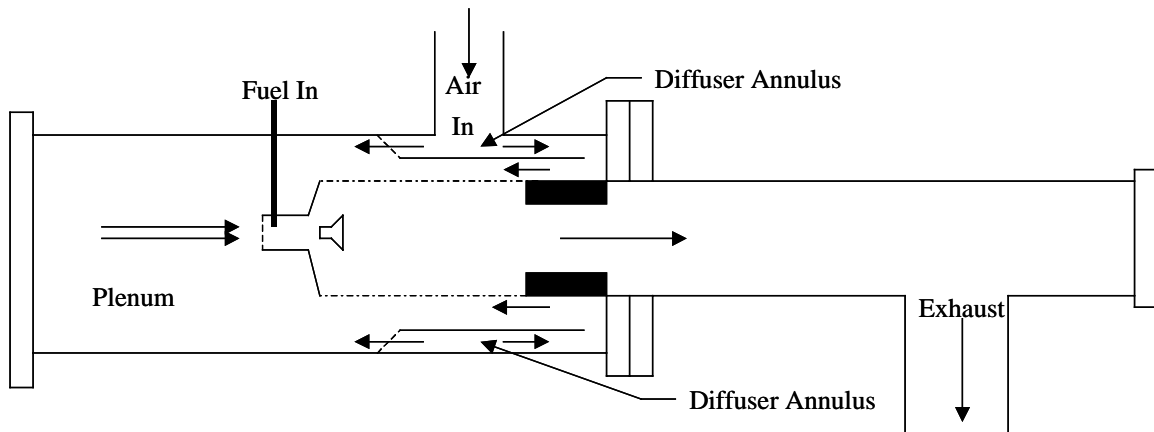 Diffuser Annulus
Fuel In
Air
In
Plenum
Exhaust
Diffuser Annulus